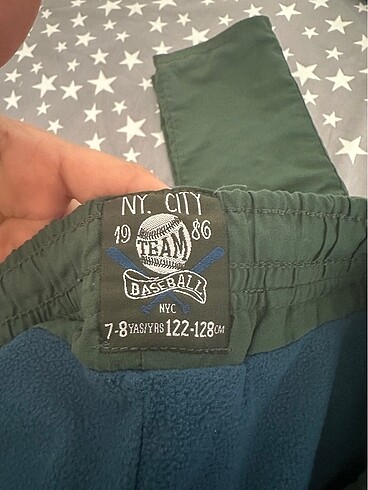 NY. CITY
19 86
TEAM
BASEBALL
NYC
7-8 YAS/YRS 122-128 CM